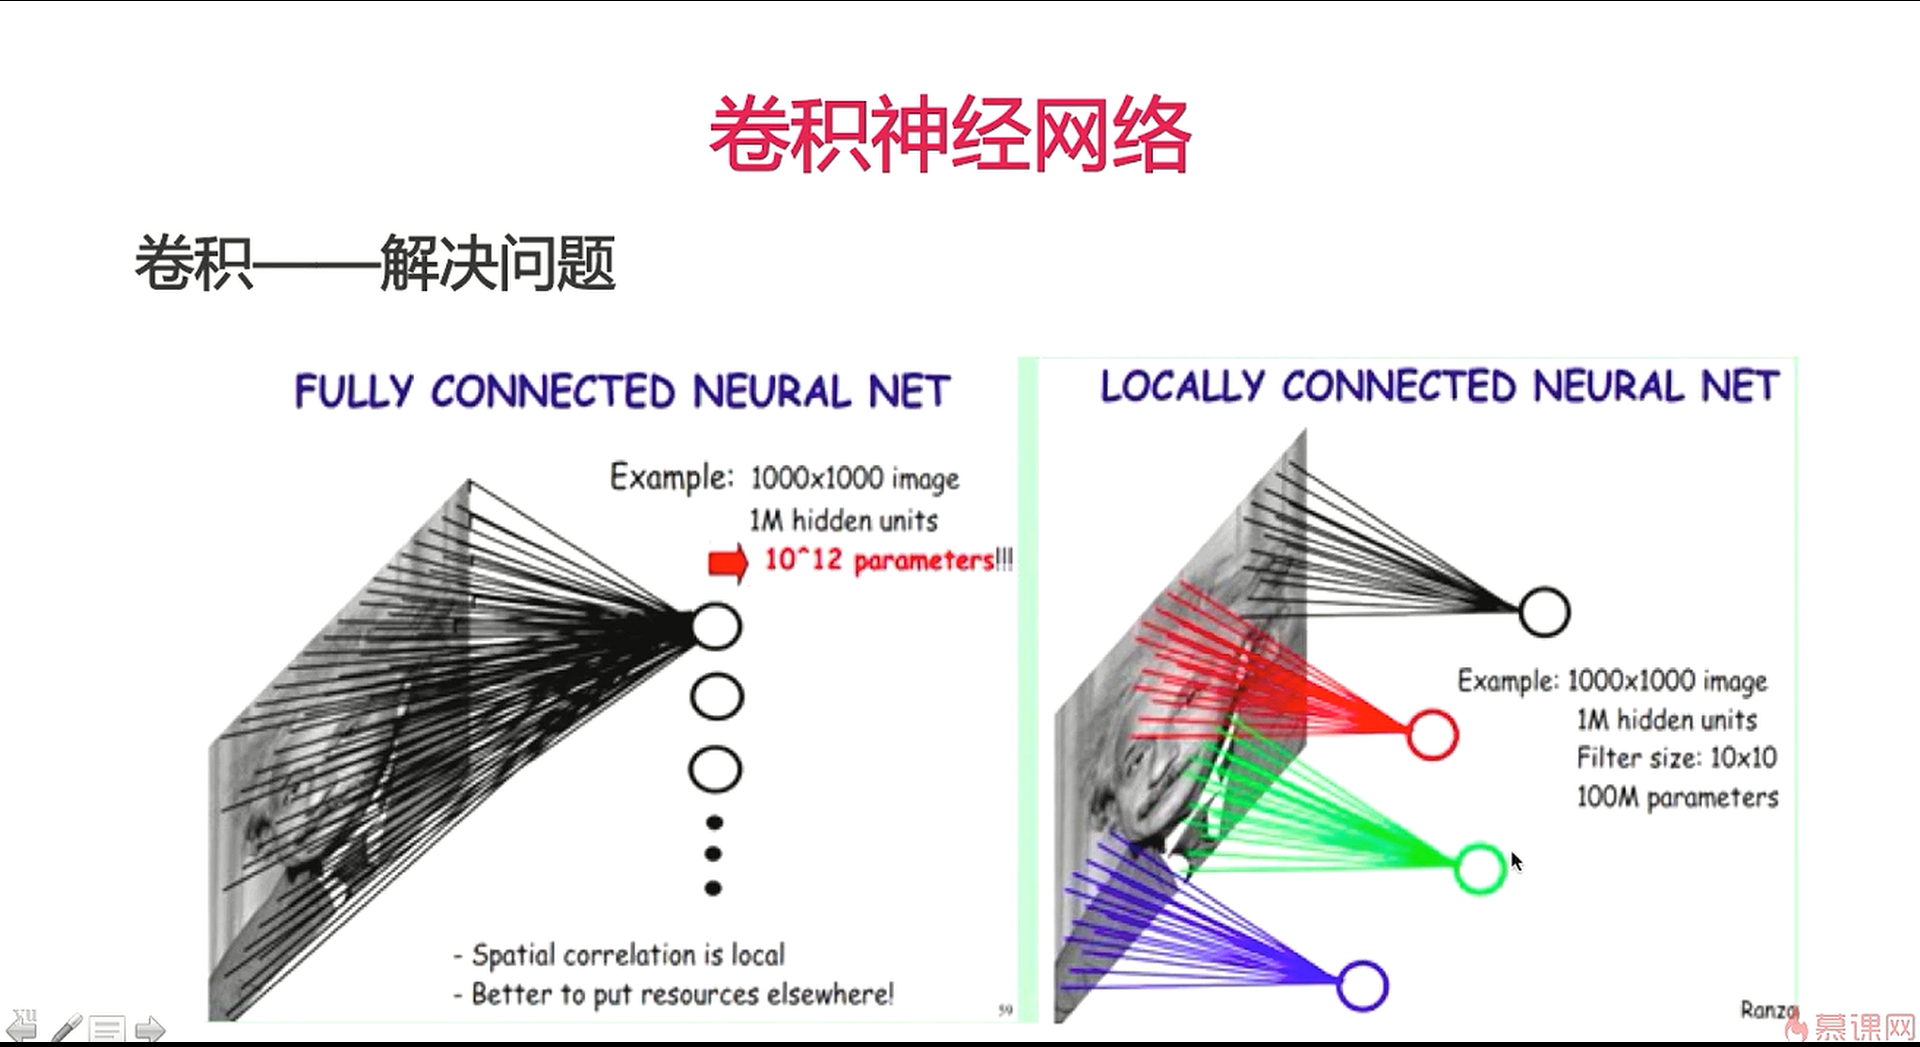 卷积神经网络
卷积——解决问题
FULLY CONNECTED NEURAL NET
Example: 1000x1000 image
1M hidden units
10^12 parameters!!!
- Spatial correlation is local
- Better to put resources elsewhere!
59
LOCALLY CONNECTED NEURAL NET
Example: 1000x1000 image
1M hidden units
Filter size: 10x10
100M parameters
Ranza
xu
慕课网